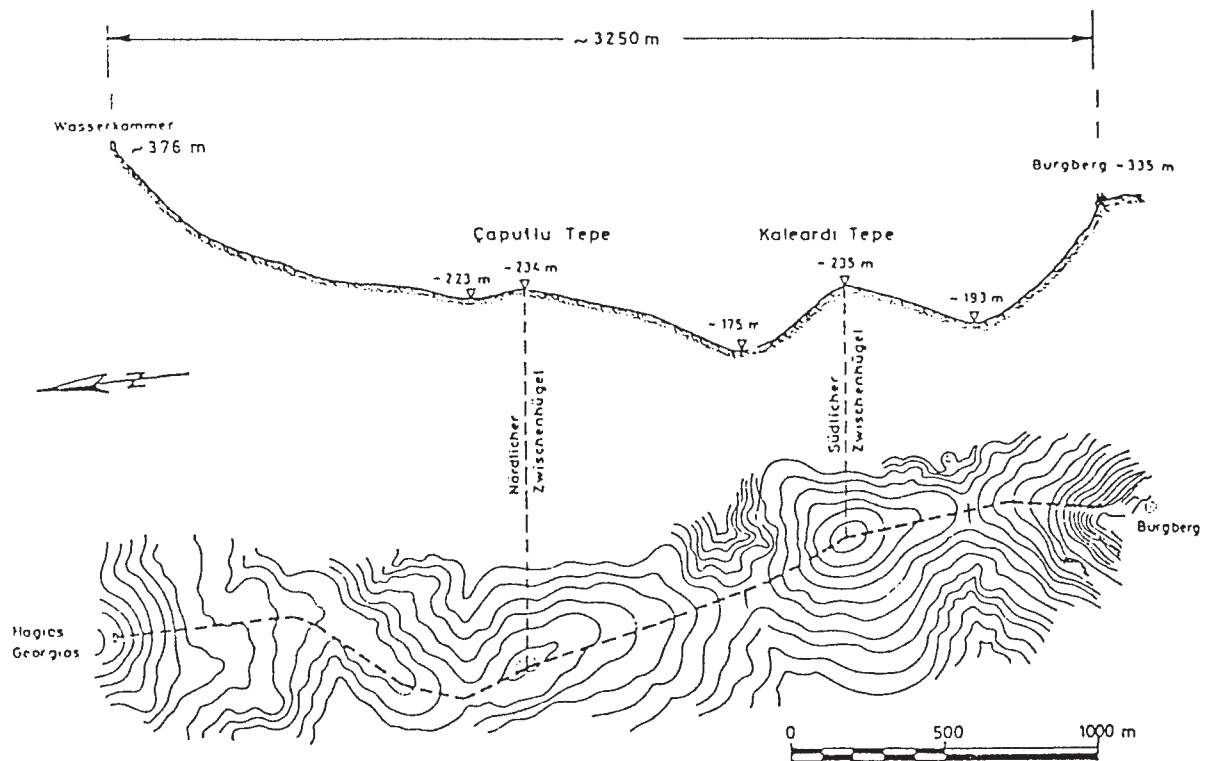 ~3250 m
Wasserkammer
~376 m
Burgberg ~335 m
Çaputlu Tepe
Kaleardı Tepe
~223 m
~234 m
~235 m
~193 m
~175 m
N
Nördlicher
Zwischenhügel
Südlicher
Zwischenhügel
Burgberg
Hagios
Georgios
0 500 1000 m